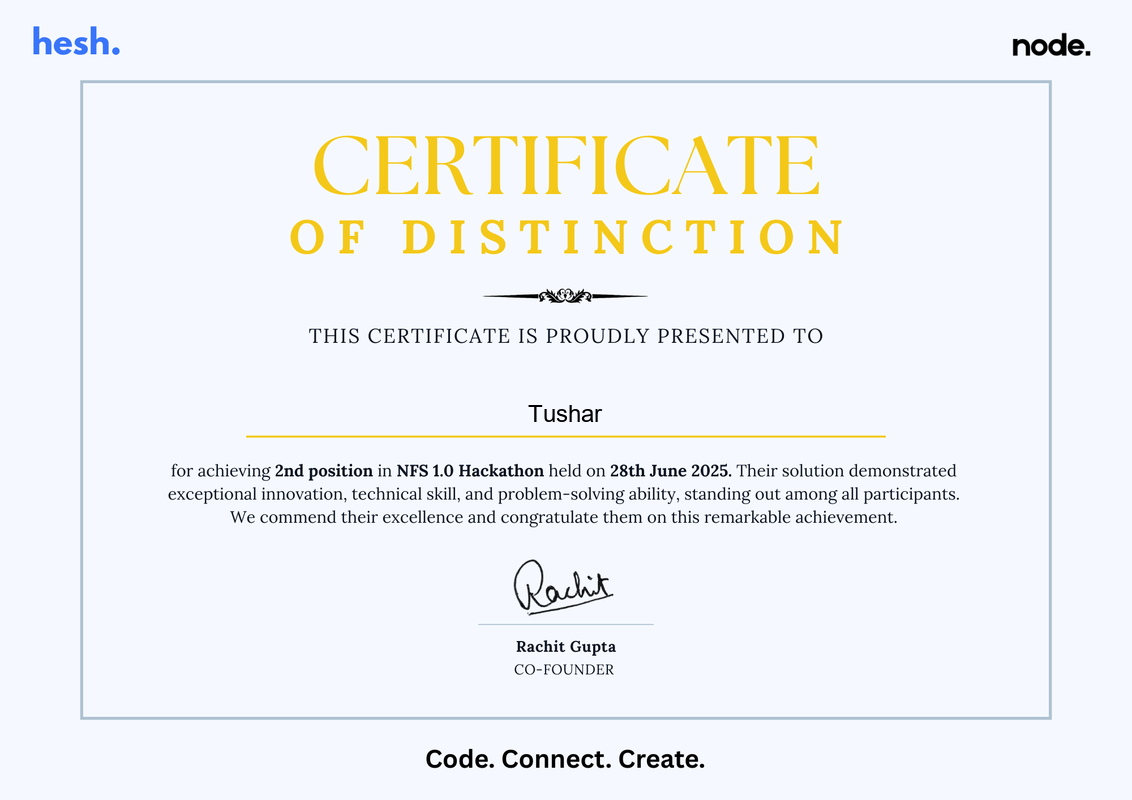 hesh.
node.
CERTIFICATE
OF DISTINCTION
THIS CERTIFICATE IS PROUDLY PRESENTED TO
Tushar
for achieving 2nd position in NFS 1.0 Hackathon held on 28th June 2025. Their solution demonstrated
exceptional innovation, technical skill, and problem-solving ability, standing out among all participants.
We commend their excellence and congratulate them on this remarkable achievement.
Rachit
Rachit Gupta
CO-FOUNDER
Code. Connect. Create.